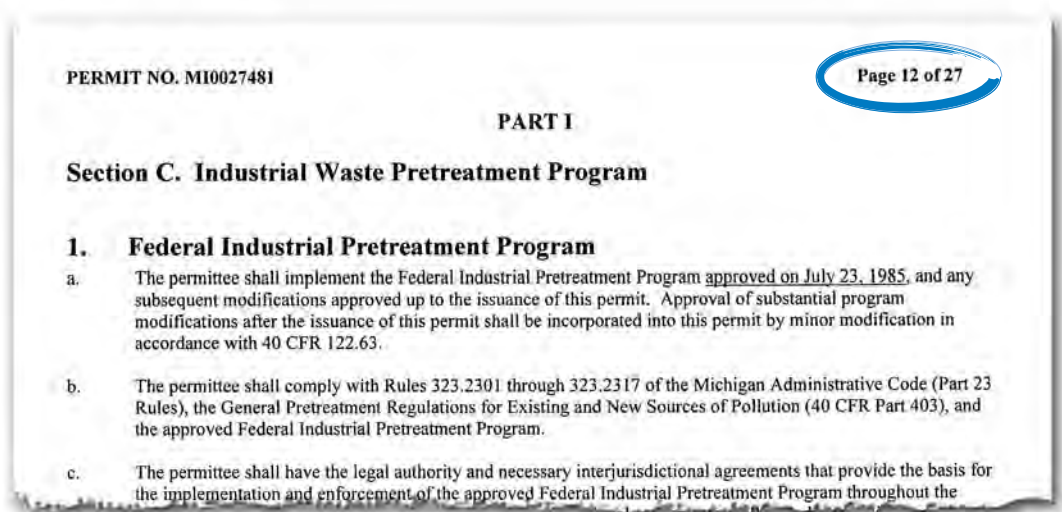 PERMIT NO. MI0027481
Page 12 of 27
PART I
Section C. Industrial Waste Pretreatment Program
1. Federal Industrial Pretreatment Program
a. The permittee shall implement the Federal Industrial Pretreatment Program approved on July 23, 1985, and any
subsequent modifications approved up to the issuance of this permit. Approval of substantial program
modifications after the issuance of this permit shall be incorporated into this permit by minor modification in
accordance with 40 CFR 122.63.
b. The permittee shall comply with Rules 323.2301 through 323.2317 of the Michigan Administrative Code (Part 23
Rules), the General Pretreatment Regulations for Existing and New Sources of Pollution (40 CFR Part 403), and
the approved Federal Industrial Pretreatment Program.
c. The permittee shall have the legal authority and necessary interjurisdictional agreements that provide the basis for
the implementation and enforcement of the approved Federal Industrial Pretreatment Program throughout the